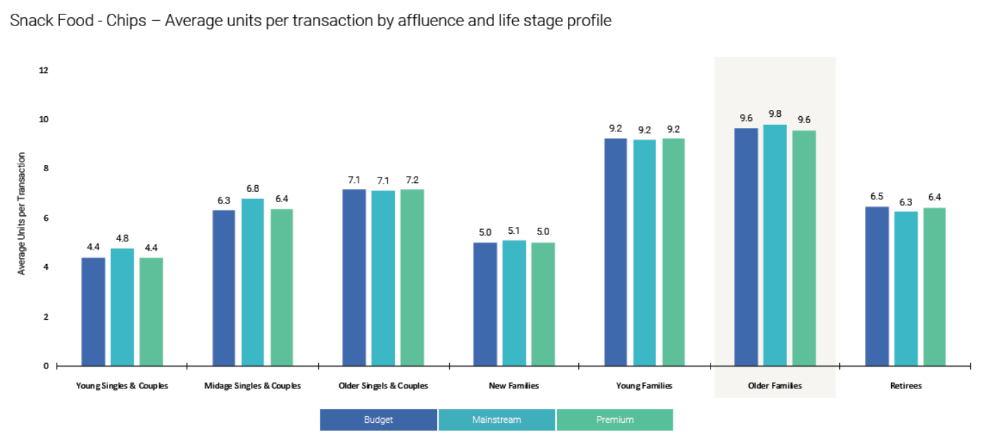 Snack Food - Chips – Average units per transaction by affluence and life stage profile
12
10
8
6
4
2
0
Average Units per Transaction
4.4 4.8 4.4
6.3 6.8 6.4
7.1 7.1 7.2
5.0 5.1 5.0
9.2 9.2 9.2
9.6 9.8 9.6
6.5 6.3 6.4
Young Singles & Couples
Midage Singles & Couples
Older Singels & Couples
New Families
Young Families
Older Families
Retirees
Budget
Mainstream
Premium